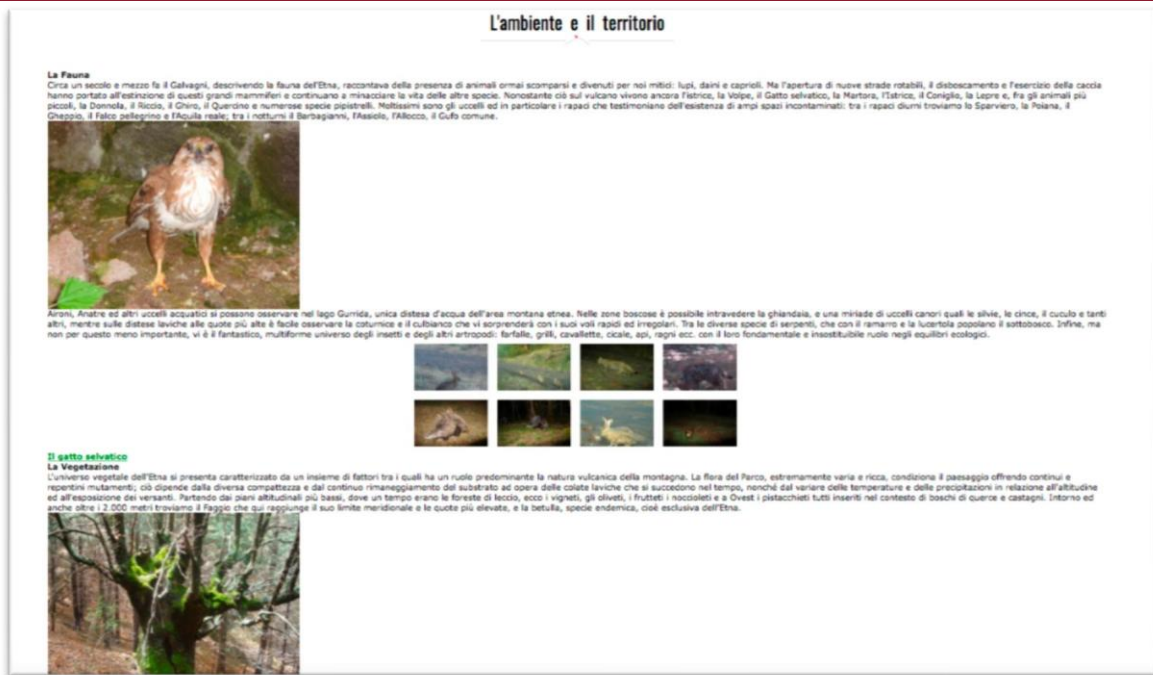 L'ambiente e il territorio
La Fauna
Circa un secolo e mezzo fa il Galvagni, descrivendo la fauna dell'Etna, raccontava della presenza di animali ormai scomparsi e divenuti per noi mitici: lupi, daini e caprioli. Ma l'apertura di nuove strade rotabili, il disboscamento e l'esercizio della caccia
hanno portato all'estinzione di questi grandi mammiferi e continuano a minacciare la vita delle altre specie. Nonostante ciò sul vulcano vivono ancora l'istrice, la Volpe, il Gatto selvatico, la Martora, l'Istrice, il Coniglio, la Lepre e, fra gli animali più
piccoli, la Donnola, il Riccio, il Ghiro, il Quercino e numerose specie pipistrelli. Moltissimi sono gli uccelli ed in particolare i rapaci che testimoniano dell'esistenza di ampi spazi incontaminati: tra i rapaci diurni troviamo lo Sparviero, la Poiana, il
Gheppio, il Falco pellegrino e l'Aquila reale; tra i notturni il Barbagianni, l'Assiolo, l'Allocco, il Gufo comune.
Aironi, Anatre ed altri uccelli acquatici si possono osservare nel lago Gurrida, unica distesa d'acqua dell'area montana etnea. Nelle zone boscose è possibile intravedere la ghiandaia, e una miriade di uccelli canori quali le silvie, le cince, il cuculo e tanti
altri, mentre sulle distese laviche alle quote più alte è facile osservare la coturnice e il culbianco che vi sorprenderà con i suoi voli rapidi ed irregolari. Tra le diverse specie di serpenti, che con il ramarro e la lucertola popolano il sottobosco. Infine, ma
non per questo meno importante, vi è il fantastico, multiforme universo degli insetti e degli altri artropodi: farfalle, grilli, cavallette, cicale, api, ragni ecc. con il loro fondamentale e insostituibile ruolo negli equilibri ecologici.
Il gatto selvatico
La Vegetazione
L'universo vegetale dell'Etna si presenta caratterizzato da un insieme di fattori tra i quali ha un ruolo predominante la natura vulcanica della montagna. La flora del Parco, estremamente varia e ricca, condiziona il paesaggio offrendo continui e
repentini mutamenti; ciò dipende dalla diversa compattezza e dal continuo rimaneggiamento del substrato ad opera delle colate laviche che si succedono nel tempo, nonché dal variare delle temperature e delle precipitazioni in relazione all'altitudine
ed all'esposizione dei versanti. Partendo dai piani altitudinali più bassi, dove un tempo erano le foreste di leccio, ecco i vigneti, gli oliveti, i frutteti i noccioleti e a Ovest i pistacchieti tutti inseriti nel contesto di boschi di querce e castagni. Intorno ed
anche oltre i 2.000 metri troviamo il Faggio che qui raggiunge il suo limite meridionale e le quote più elevate, e la betulla, specie endemica, cioè esclusiva dell'Etna.